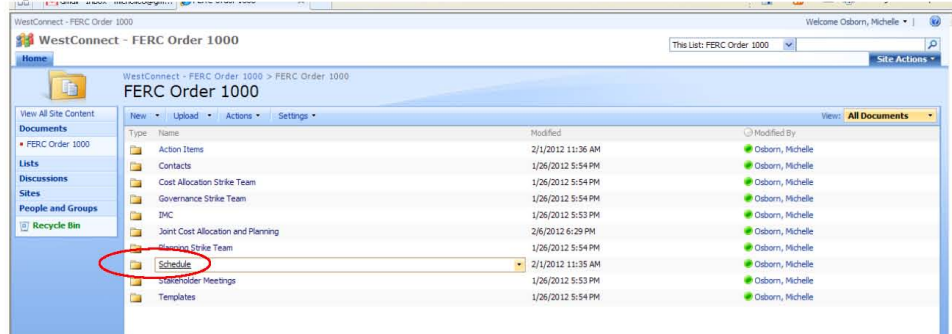 Gmail - Inbox - michelleo@gm... FERC Order 1000
WestConnect - FERC Order 1000 Welcome Osborn, Michelle
WestConnect - FERC Order 1000 This List: FERC Order 1000
Home Site Actions
WestConnect - FERC Order 1000 > FERC Order 1000
FERC Order 1000
View All Site Content New Upload Actions Settings View: All Documents
Documents Type Name Modified Modified By
FERC Order 1000 Action Items 2/1/2012 11:36 AM Osborn, Michelle
Lists Contacts 1/26/2012 5:54 PM Osborn, Michelle
Discussions Cost Allocation Strike Team 1/26/2012 5:54 PM Osborn, Michelle
Sites Governance Strike Team 1/26/2012 5:54 PM Osborn, Michelle
People and Groups IMC 1/26/2012 5:53 PM Osborn, Michelle
Recycle Bin Joint Cost Allocation and Planning 2/6/2012 6:29 PM Osborn, Michelle
Planning Strike Team 1/26/2012 5:54 PM Osborn, Michelle
Schedule 2/1/2012 11:35 AM Osborn, Michelle
Stakeholder Meetings 1/26/2012 5:53 PM Osborn, Michelle
Templates 1/26/2012 5:54 PM Osborn, Michelle